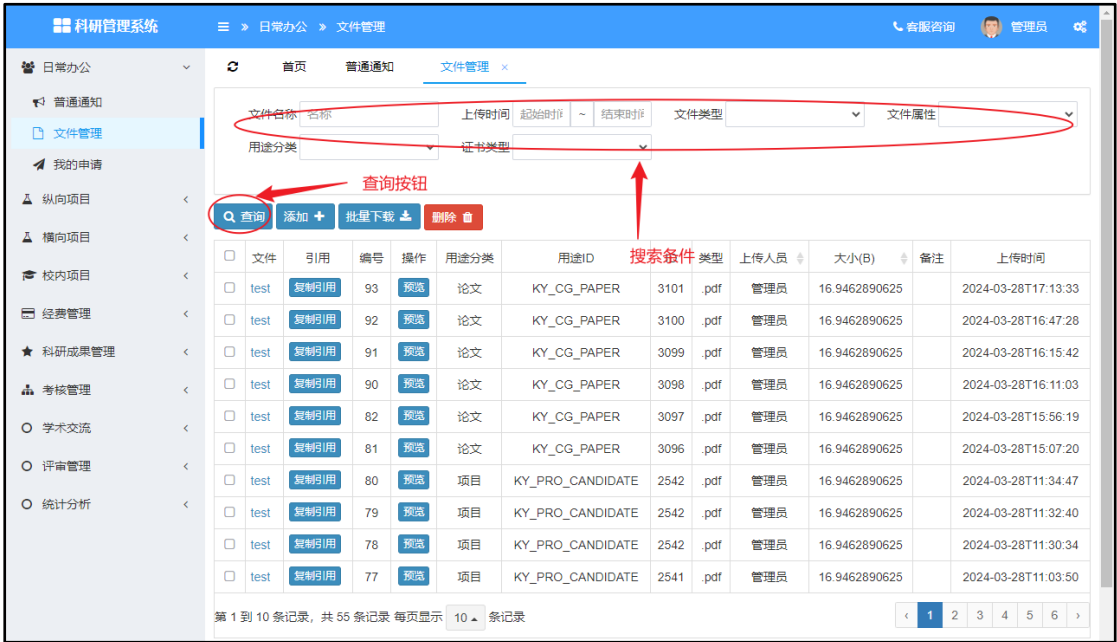 科研管理系统 日常办公 » 文件管理 客服咨询 管理员
日常办公
普通通知
文件管理
我的申请
纵向项目
横向项目
校内项目
经费管理
科研成果管理
考核管理
学术交流
评审管理
统计分析
首页 普通通知 文件管理 ×
文件名称 名称 上传时间 起始时间 ~ 结束时间 文件类型 文件属性
用途分类 证书类型
查询按钮
查询 添加 批量下载 删除
搜索条件
文件 引用 编号 操作 用途分类 用途ID 类型 上传人员 大小(B) 备注 上传时间
test 复制引用 93 预览 论文 KY_CG_PAPER 3101 .pdf 管理员 16.9462890625 2024-03-28T17:13:33
test 复制引用 92 预览 论文 KY_CG_PAPER 3100 .pdf 管理员 16.9462890625 2024-03-28T16:47:28
test 复制引用 91 预览 论文 KY_CG_PAPER 3099 .pdf 管理员 16.9462890625 2024-03-28T16:15:42
test 复制引用 90 预览 论文 KY_CG_PAPER 3098 .pdf 管理员 16.9462890625 2024-03-28T16:11:03
test 复制引用 82 预览 论文 KY_CG_PAPER 3097 .pdf 管理员 16.9462890625 2024-03-28T15:56:19
test 复制引用 81 预览 论文 KY_CG_PAPER 3096 .pdf 管理员 16.9462890625 2024-03-28T15:07:20
test 复制引用 80 预览 项目 KY_PRO_CANDIDATE 2542 .pdf 管理员 16.9462890625 2024-03-28T11:34:47
test 复制引用 79 预览 项目 KY_PRO_CANDIDATE 2542 .pdf 管理员 16.9462890625 2024-03-28T11:32:40
test 复制引用 78 预览 项目 KY_PRO_CANDIDATE 2542 .pdf 管理员 16.9462890625 2024-03-28T11:30:34
test 复制引用 77 预览 项目 KY_PRO_CANDIDATE 2541 .pdf 管理员 16.9462890625 2024-03-28T11:03:50
第 1 到 10 条记录，共 55 条记录 每页显示 10 条记录 ‹ 1 2 3 4 5 6 ›